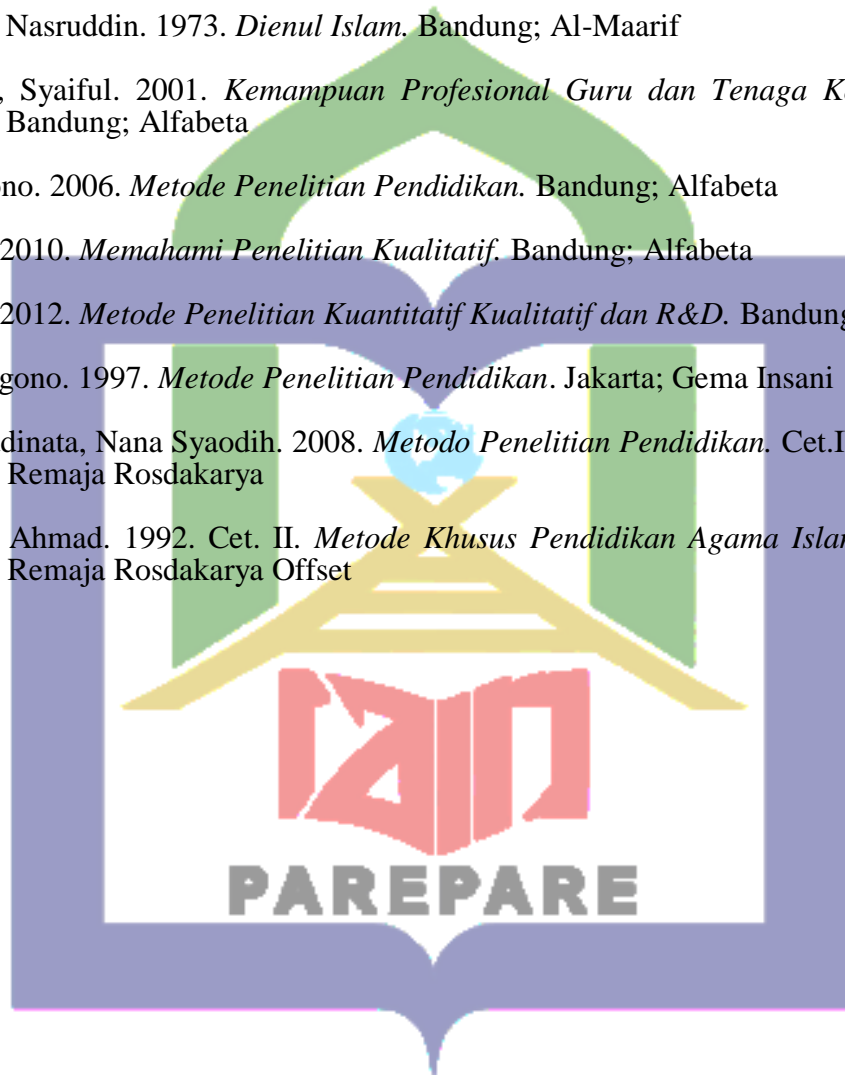 Nasruddin. 1973. Dienul Islam. Bandung; Al-Maarif
, Syaiful. 2001. Kemampuan Profesional Guru dan Tenaga K
Bandung; Alfabeta
ono. 2006. Metode Penelitian Pendidikan. Bandung; Alfabeta
2010. Memahami Penelitian Kualitatif. Bandung; Alfabeta
2012. Metode Penelitian Kuantitatif Kualitatif dan R&D. Bandung
gono. 1997. Metode Penelitian Pendidikan. Jakarta; Gema Insani
dinata, Nana Syaodih. 2008. Metodo Penelitian Pendidikan. Cet.I
Remaja Rosdakarya
Ahmad. 1992. Cet. II. Metode Khusus Pendidikan Agama Islam
Remaja Rosdakarya Offset
iain
PAREPARE